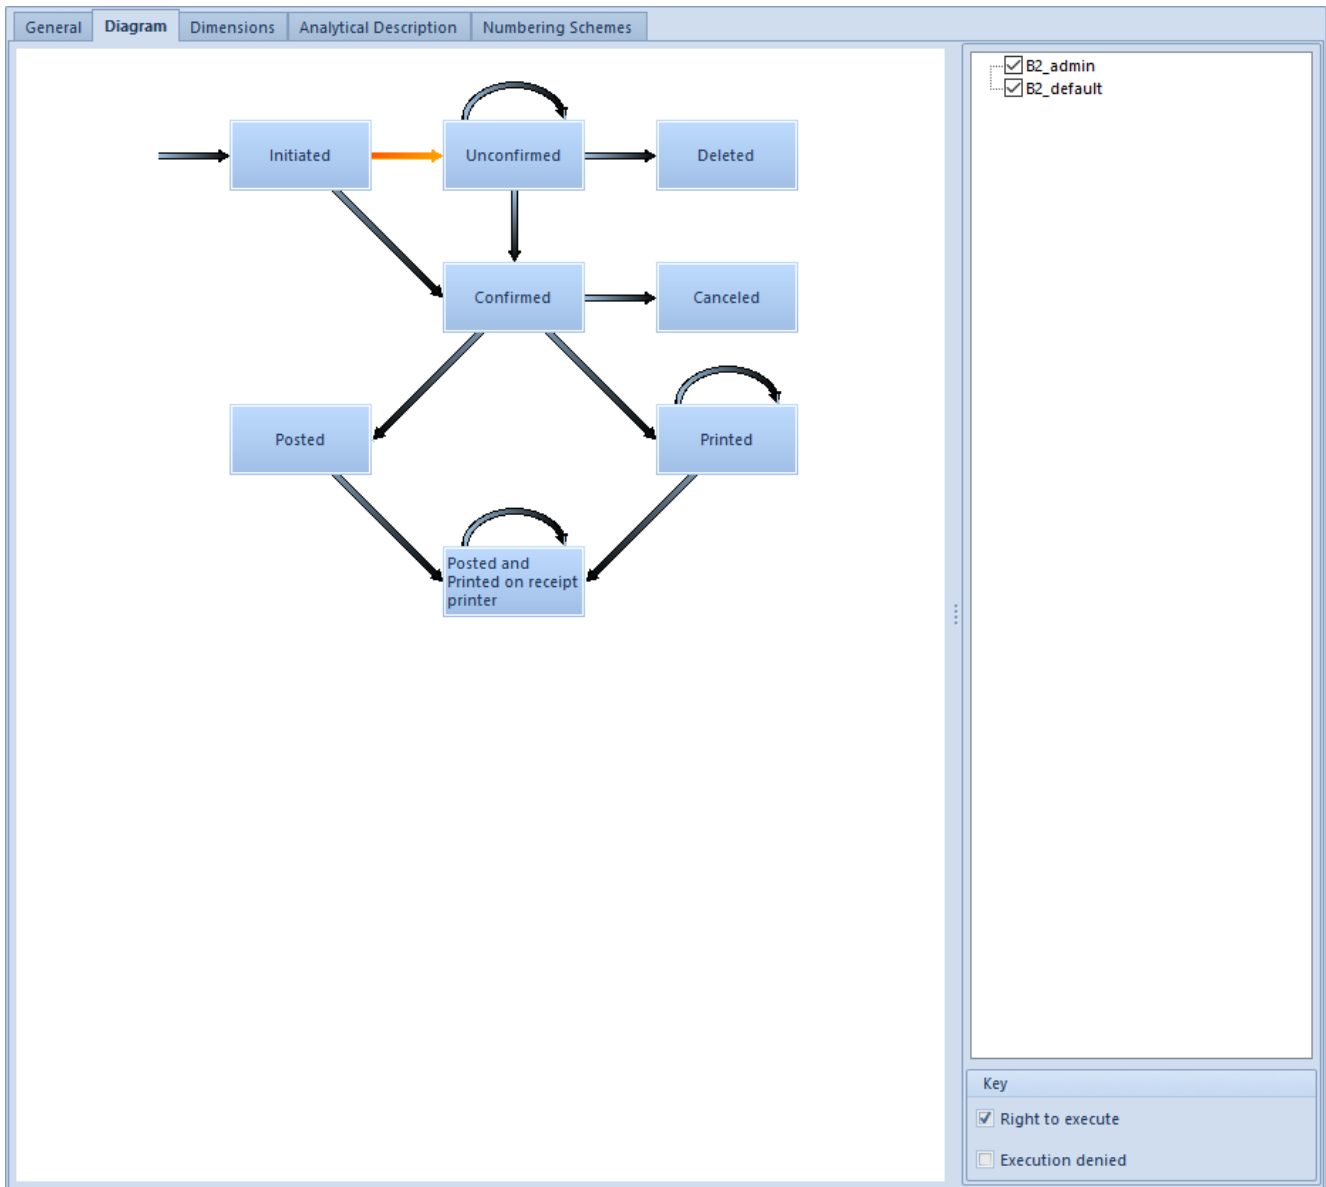 General
Diagram
Dimensions
Analytical Description
Numbering Schemes
B2_admin
B2_default
Initiated
Unconfirmed
Deleted
Confirmed
Canceled
Posted
Printed
Posted and
Printed on receipt
printer
Key
Right to execute
Execution denied